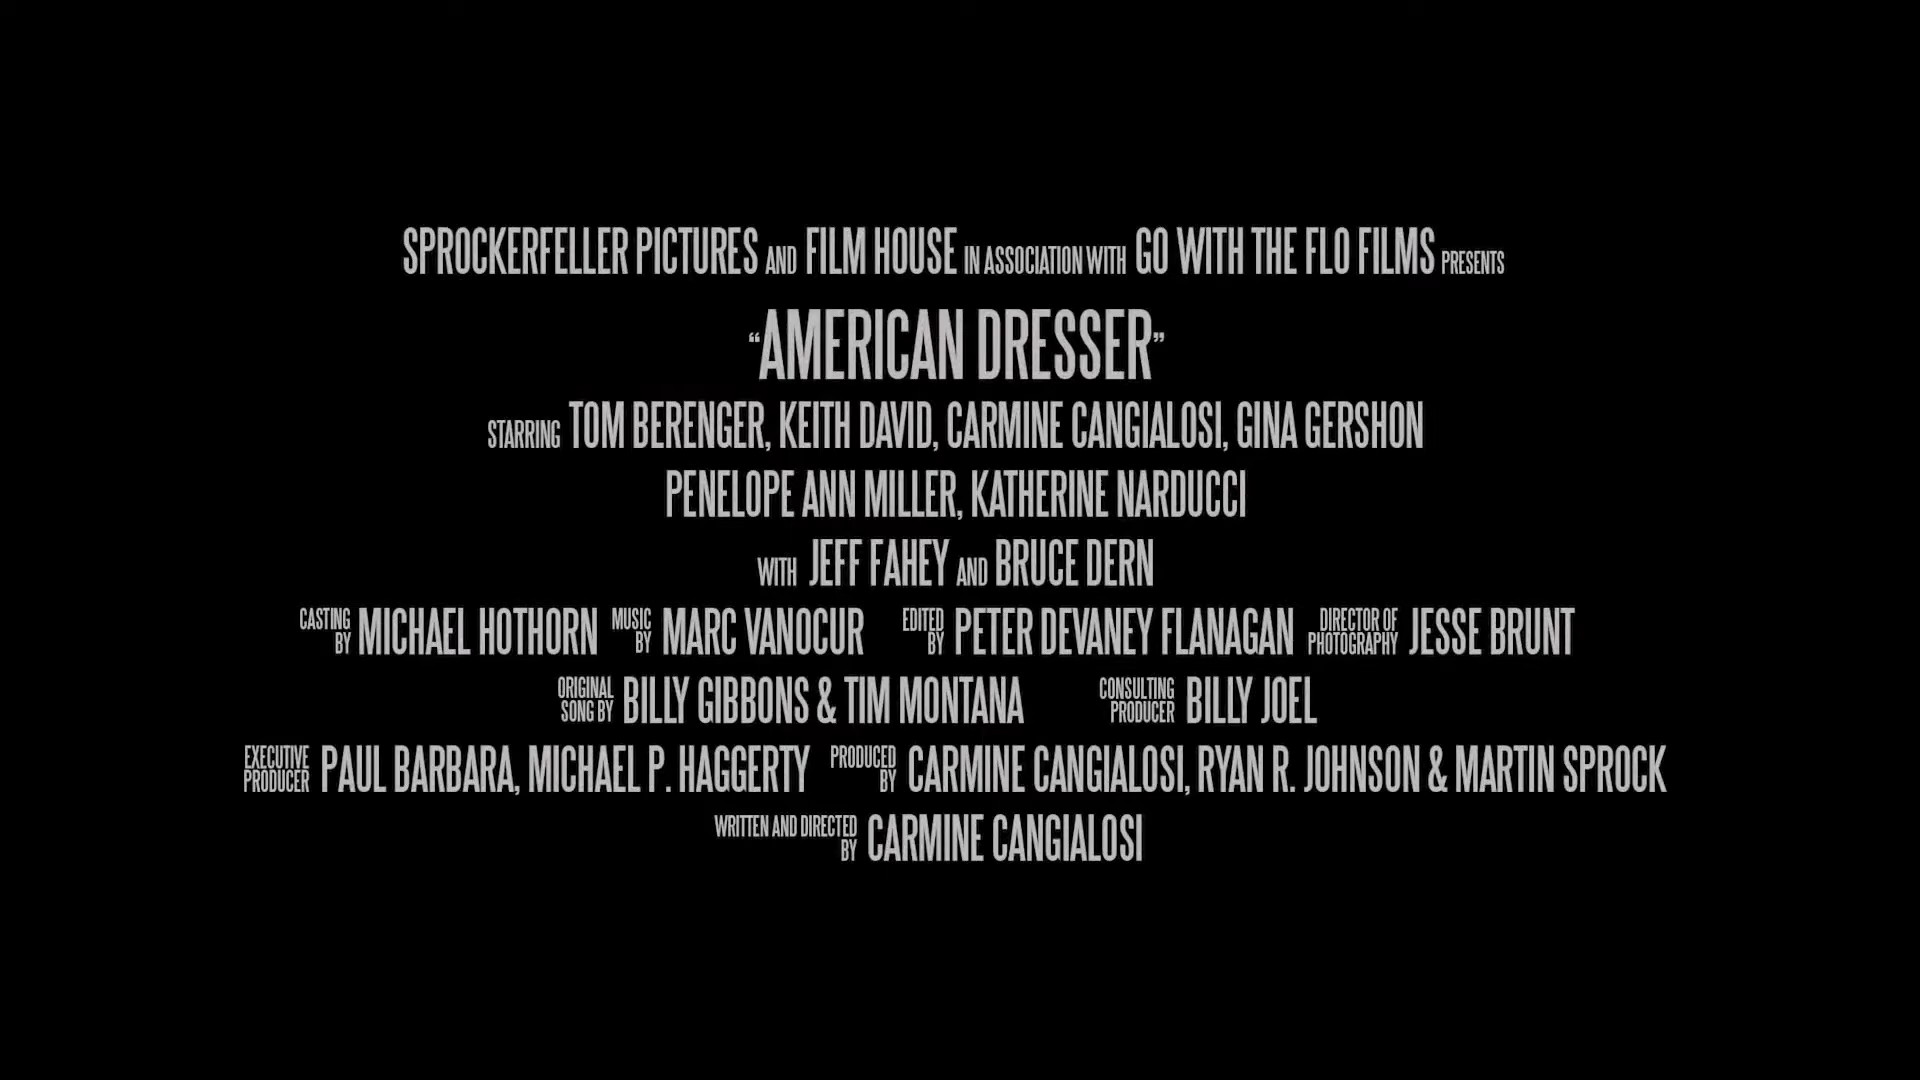 SPROCKERFELLER PICTURES AND FILM HOUSE IN ASSOCIATION WITH GO WITH THE FLO FILMS PRESENTS
“AMERICAN DRESSER”
STARRING TOM BERENGER, KEITH DAVID, CARMINE CANGIALOSI, GINA GERSHON
PENELOPE ANN MILLER, KATHERINE NARDUCCI
WITH JEFF FAHEY AND BRUCE DERN
CASTING BY MICHAEL HOTHORN MUSIC BY MARC VANOCUR EDITED BY PETER DEVANEY FLANAGAN DIRECTOR OF PHOTOGRAPHY JESSE BRUNT
ORIGINAL SONG BY BILLY GIBBONS & TIM MONTANA CONSULTING PRODUCER BILLY JOEL
EXECUTIVE PRODUCER PAUL BARBARA, MICHAEL P. HAGGERTY PRODUCED BY CARMINE CANGIALOSI, RYAN R. JOHNSON & MARTIN SPROCK
WRITTEN AND DIRECTED BY CARMINE CANGIALOSI